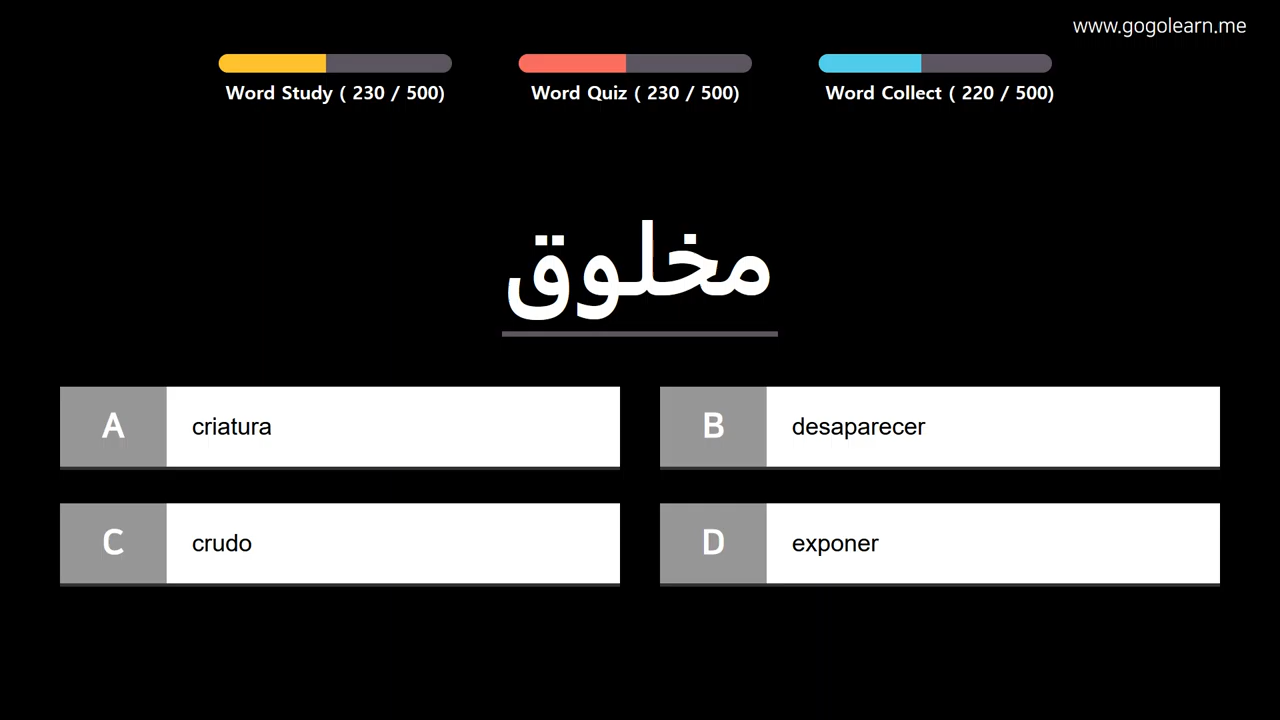 www.gogolearn.me
Word Study ( 230 / 500)
Word Quiz ( 230 / 500)
Word Collect ( 220 / 500)
مخلوق
A criatura
B desaparecer
C crudo
D exponer